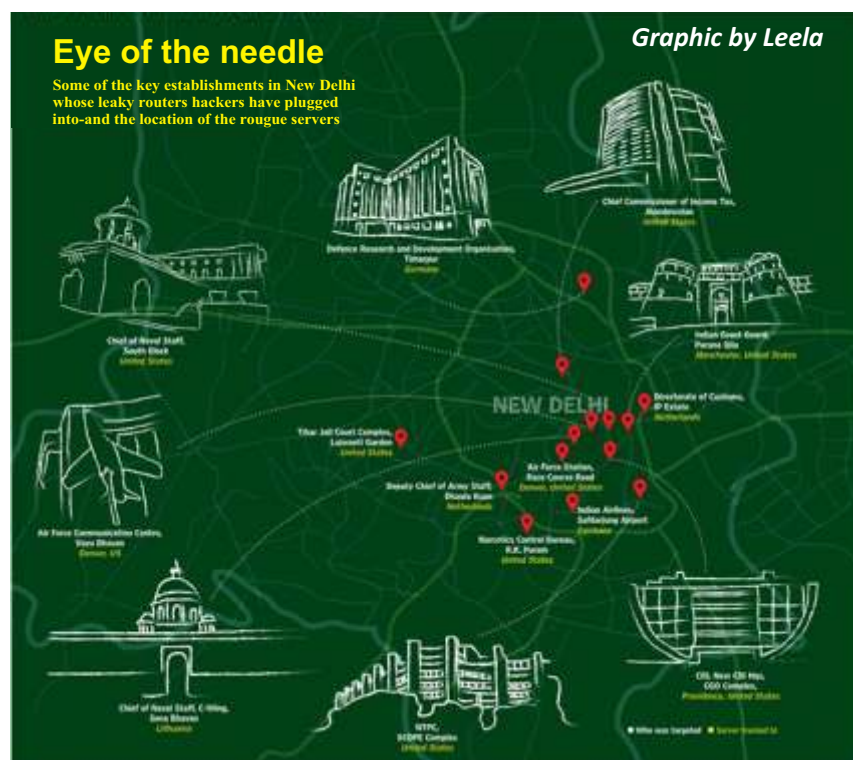 Eye of the needle
Graphic by Leela
Some of the key establishments in New Delhi
whose leaky routers hackers have plugged
into-and the location of the rougue servers
Chief Commissioner of Income Tax,
United States
Defence Research and Development Organisation,
Timarpur
Germany
Chief of Naval Staff,
South Block
United States
Indian Coast Guard,
Purana Qila
Manchester, United States
NEW DELHI
Directorate of Customs,
IP Estate
Netherlands
Tihar Jail Court Complex,
United States
Air Force Station,
Race Course Road
Denver, United States
Deputy Chief of Army Staff,
Dhaula Kuan
Netherlands
Indian Airlines,
Safdarjung Airport
Narcotics Control Bureau,
R.K. Puram
United States
Air Force Communication Centre,
Vayu Bhavan
Denver, US
Chief of Naval Staff, C-Wing,
Sena Bhavan
Lithuania
NTPC,
SCOPE Complex
United States
CBI, New CBI
CGO Complex,
Providence, United States
Who was targeted
Server traced to